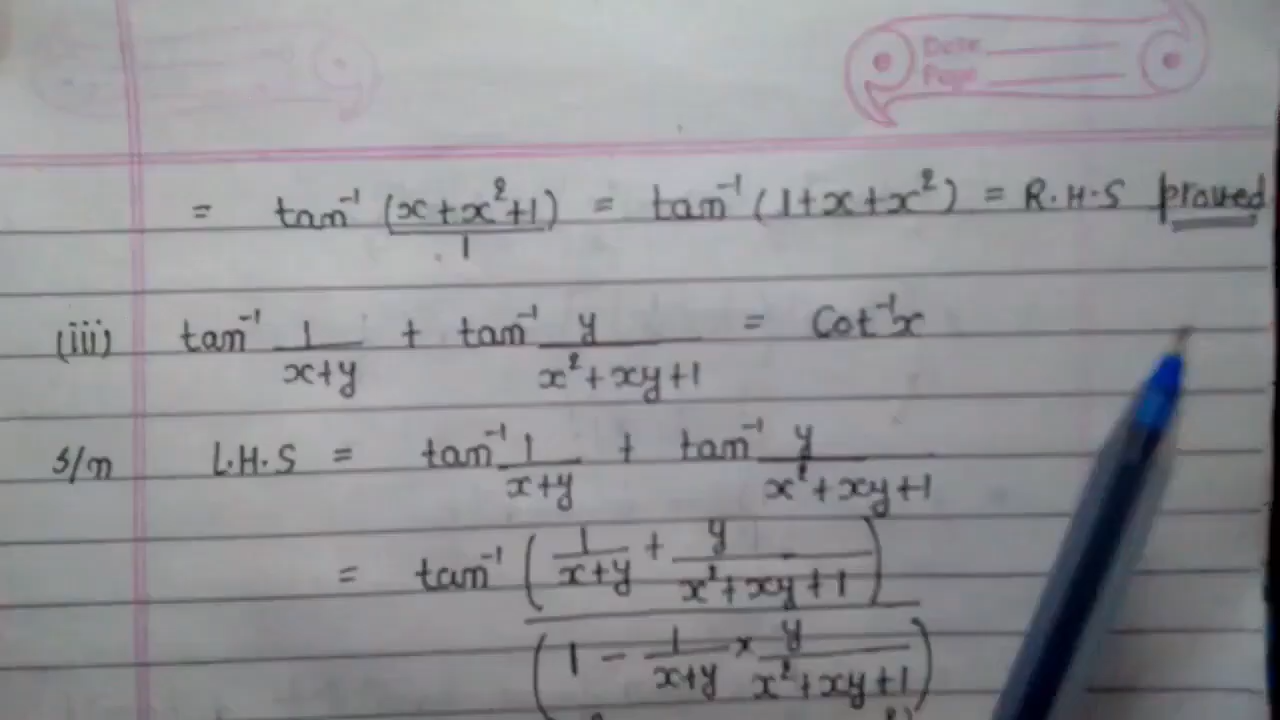 Date
Page
= tan⁻¹ (x+x²+1)/1 = tan⁻¹ (1+x+x²) = R.H.S proved
(iii) tan⁻¹ 1/(x+y) + tan⁻¹ y/(x²+xy+1) = Cot⁻¹x
s/n L.H.S = tan⁻¹ 1/(x+y) + tan⁻¹ y/(x²+xy+1)
= tan⁻¹ (1/(x+y) + y/(x²+xy+1))
(1 - 1/(x+y) × y/(x²+xy+1))